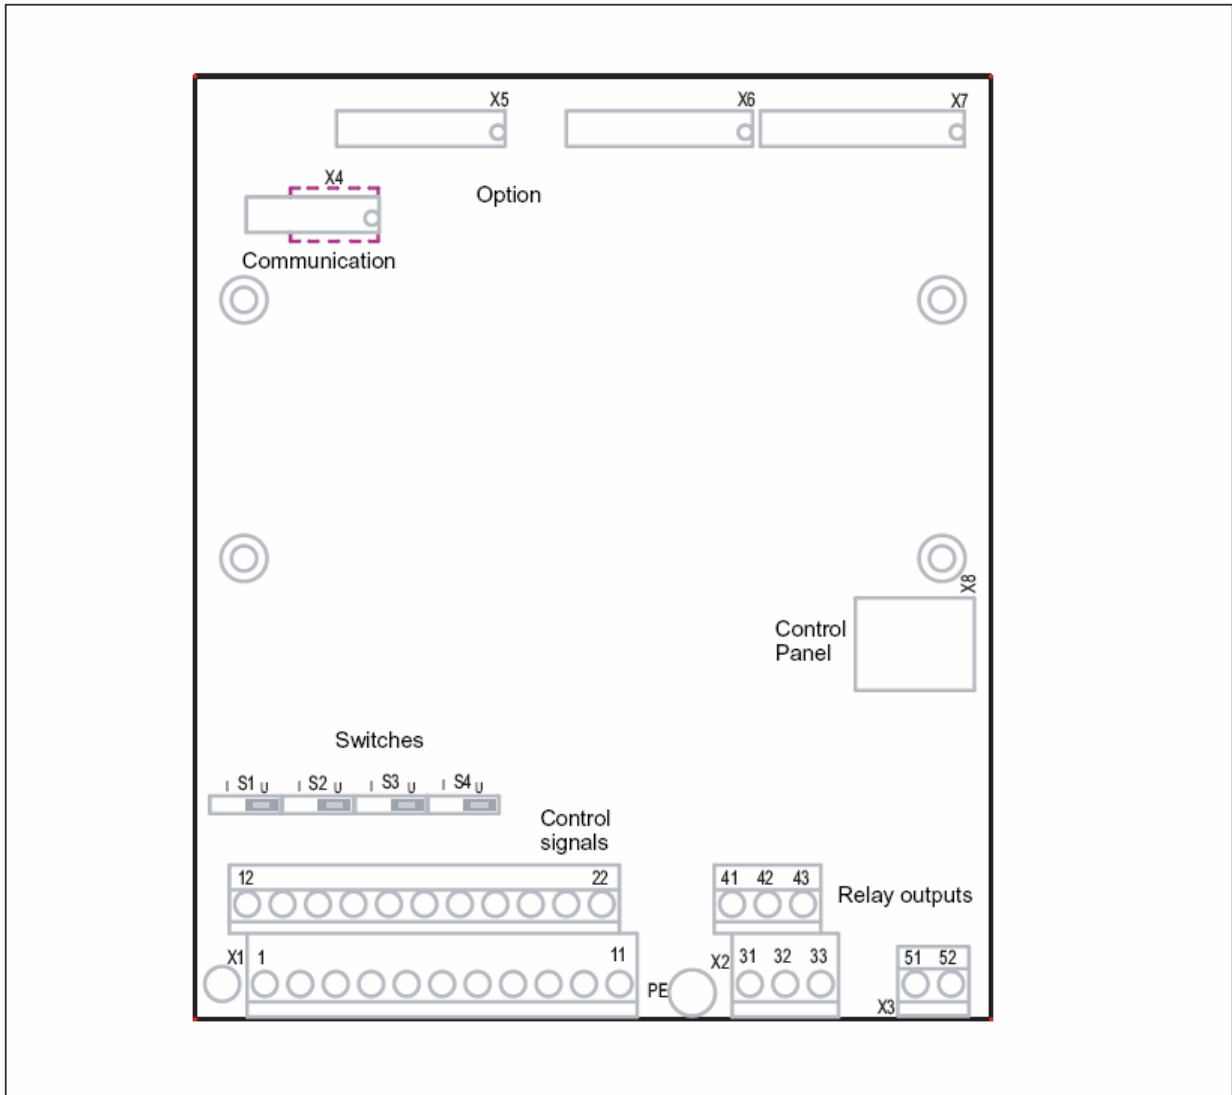 X5
X6
X7
X4
Option
Communication
X8
Control
Panel
Switches
I S1 U I S2 U I S3 U I S4 U
Control
signals
12 22
41 42 43
Relay outputs
X1 1 11
PE
X2 31 32 33
51 52
X3